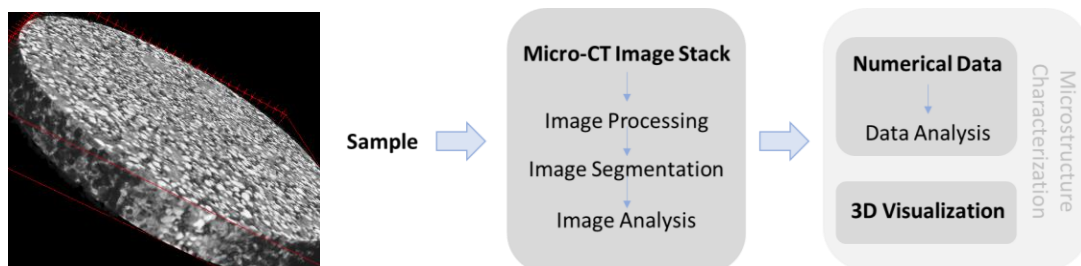 Sample
Micro-CT Image Stack
Image Processing
Image Segmentation
Image Analysis
Numerical Data
Data Analysis
3D Visualization
Microstructure
Characterization